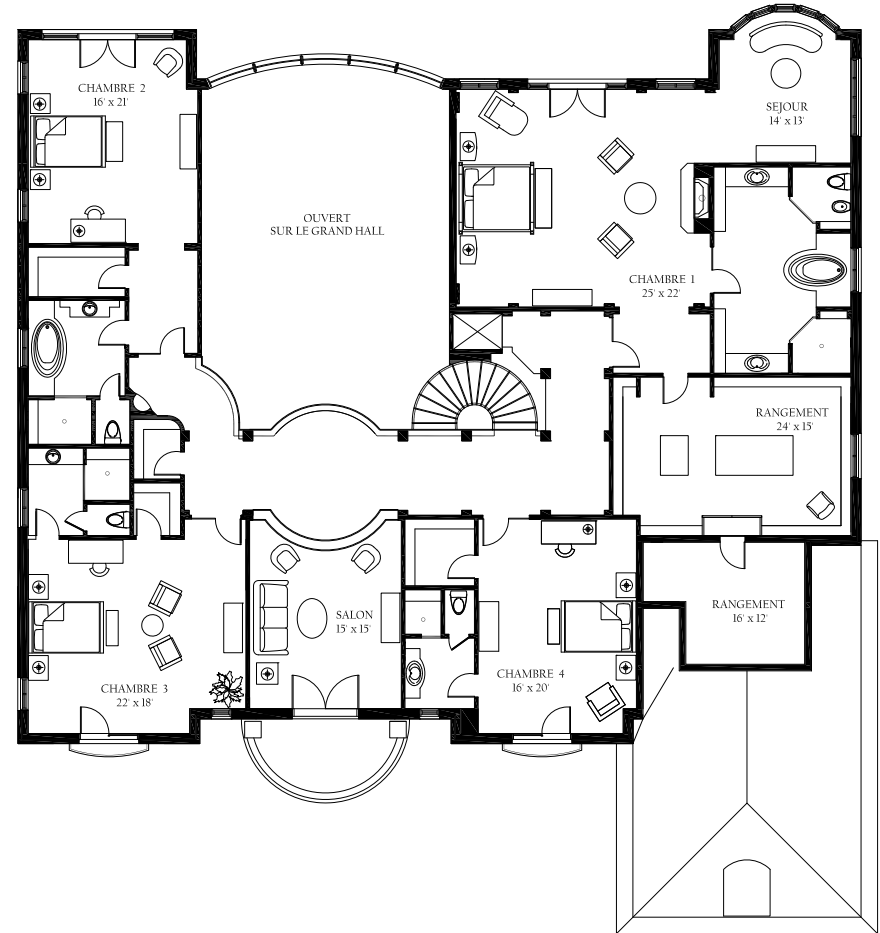 CHAMBRE 2
16' x 21'
SEJOUR
14' x 13'
OUVERT
SUR LE GRAND HALL
CHAMBRE 1
25' x 22'
RANGEMENT
24' x 15'
RANGEMENT
16' x 12'
SALON
15' x 15'
CHAMBRE 4
16' x 20'
CHAMBRE 3
22' x 18'